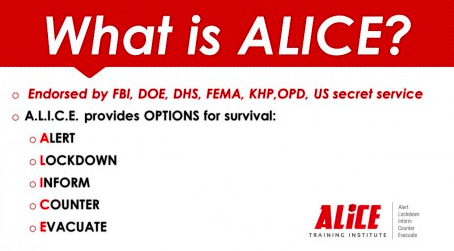 What is ALICE?
Endorsed by FBI, DOE, DHS, FEMA, KHP,OPD, US secret service
A.L.I.C.E. provides OPTIONS for survival:
ALERT
LOCKDOWN
INFORM
COUNTER
EVACUATE
ALiCE
TRAINING INSTITUTE
Alert
Lockdown
Inform
Counter
Evacuate